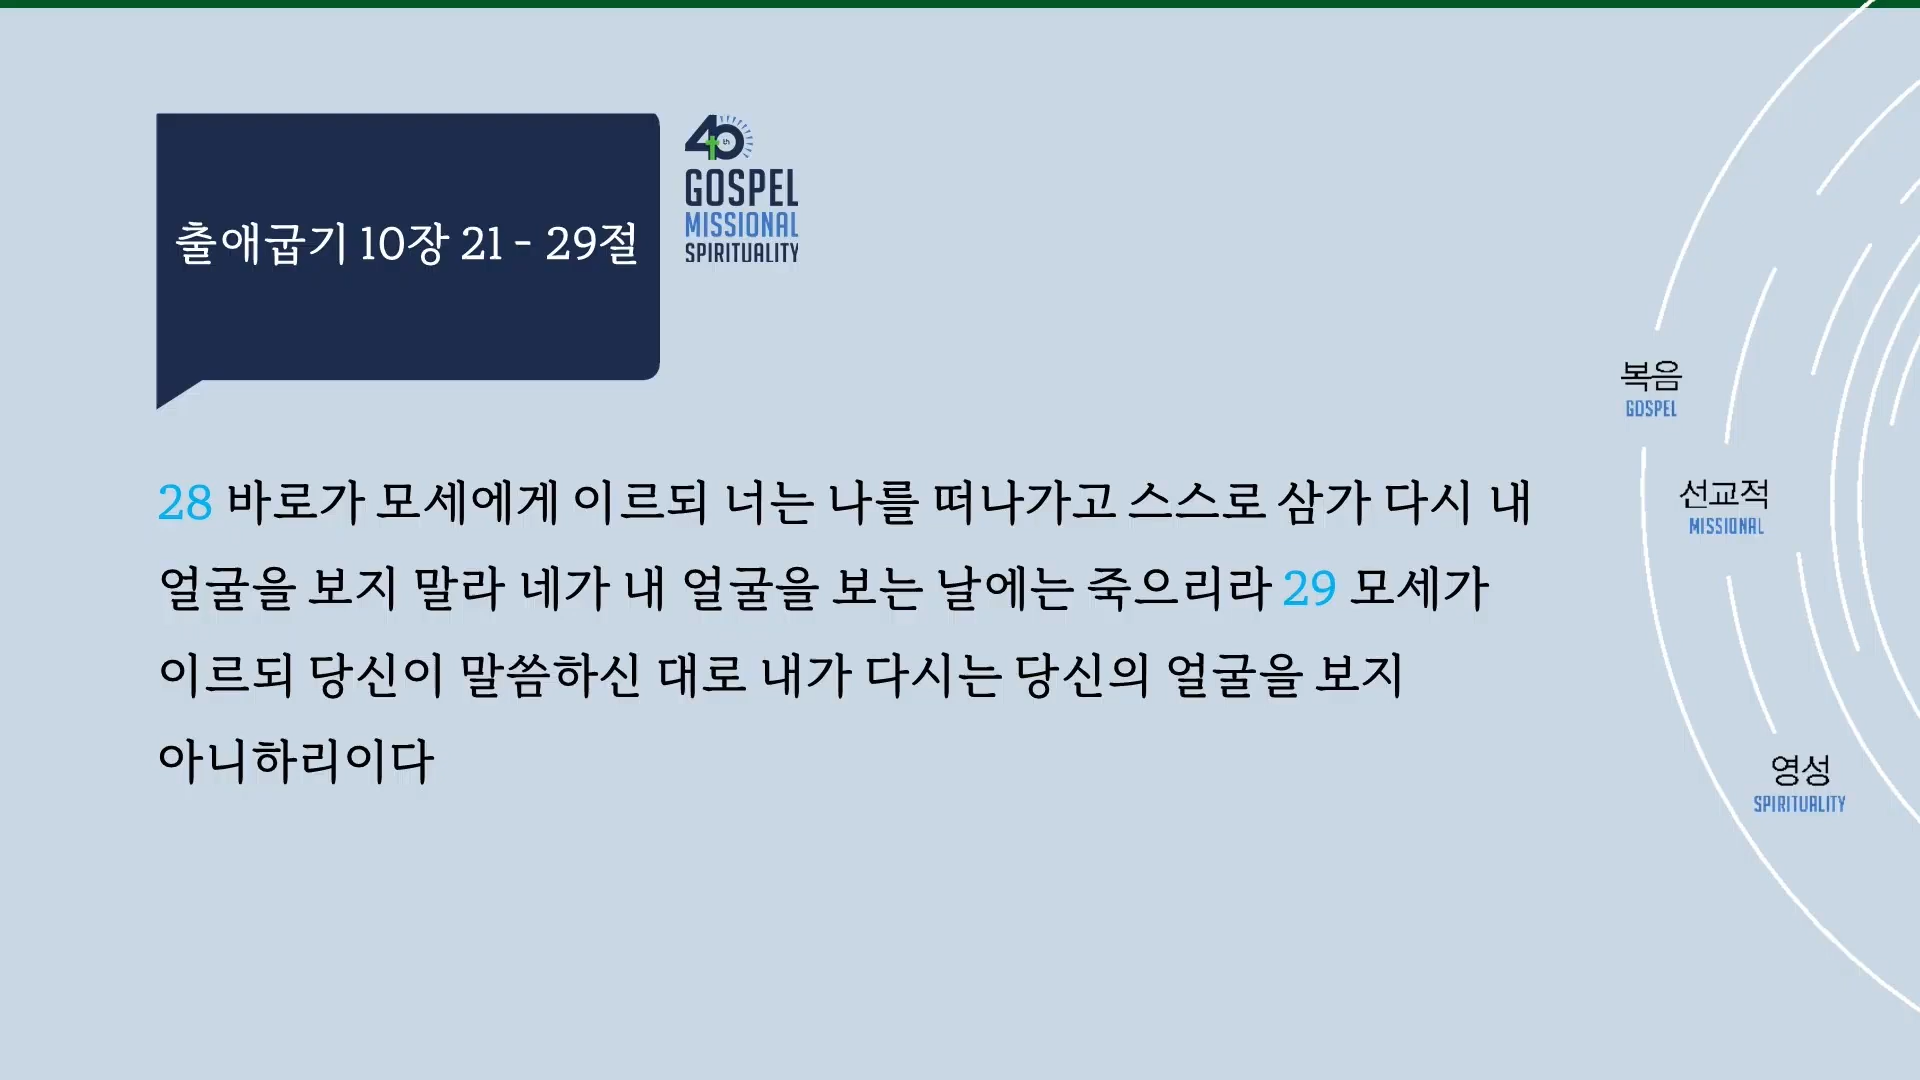 출애굽기 10장 21 - 29절
40
GOSPEL
MISSIONAL
SPIRITUALITY
28 바로가 모세에게 이르되 너는 나를 떠나가고 스스로 삼가 다시 내
얼굴을 보지 말라 네가 내 얼굴을 보는 날에는 죽으리라 29 모세가
이르되 당신이 말씀하신 대로 내가 다시는 당신의 얼굴을 보지
아니하리이다
복음
GOSPEL
선교적
MISSIONAL
영성
SPIRITUALITY